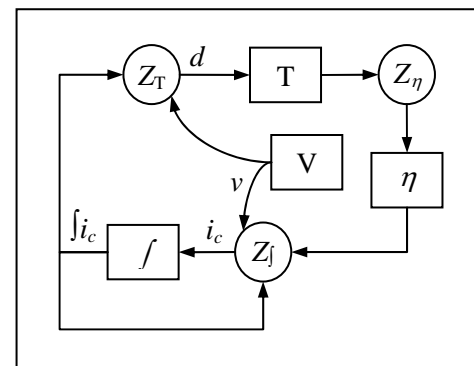 Z_T d T Z_η
V
v
η
∫i_c ∫ i_c Z_∫